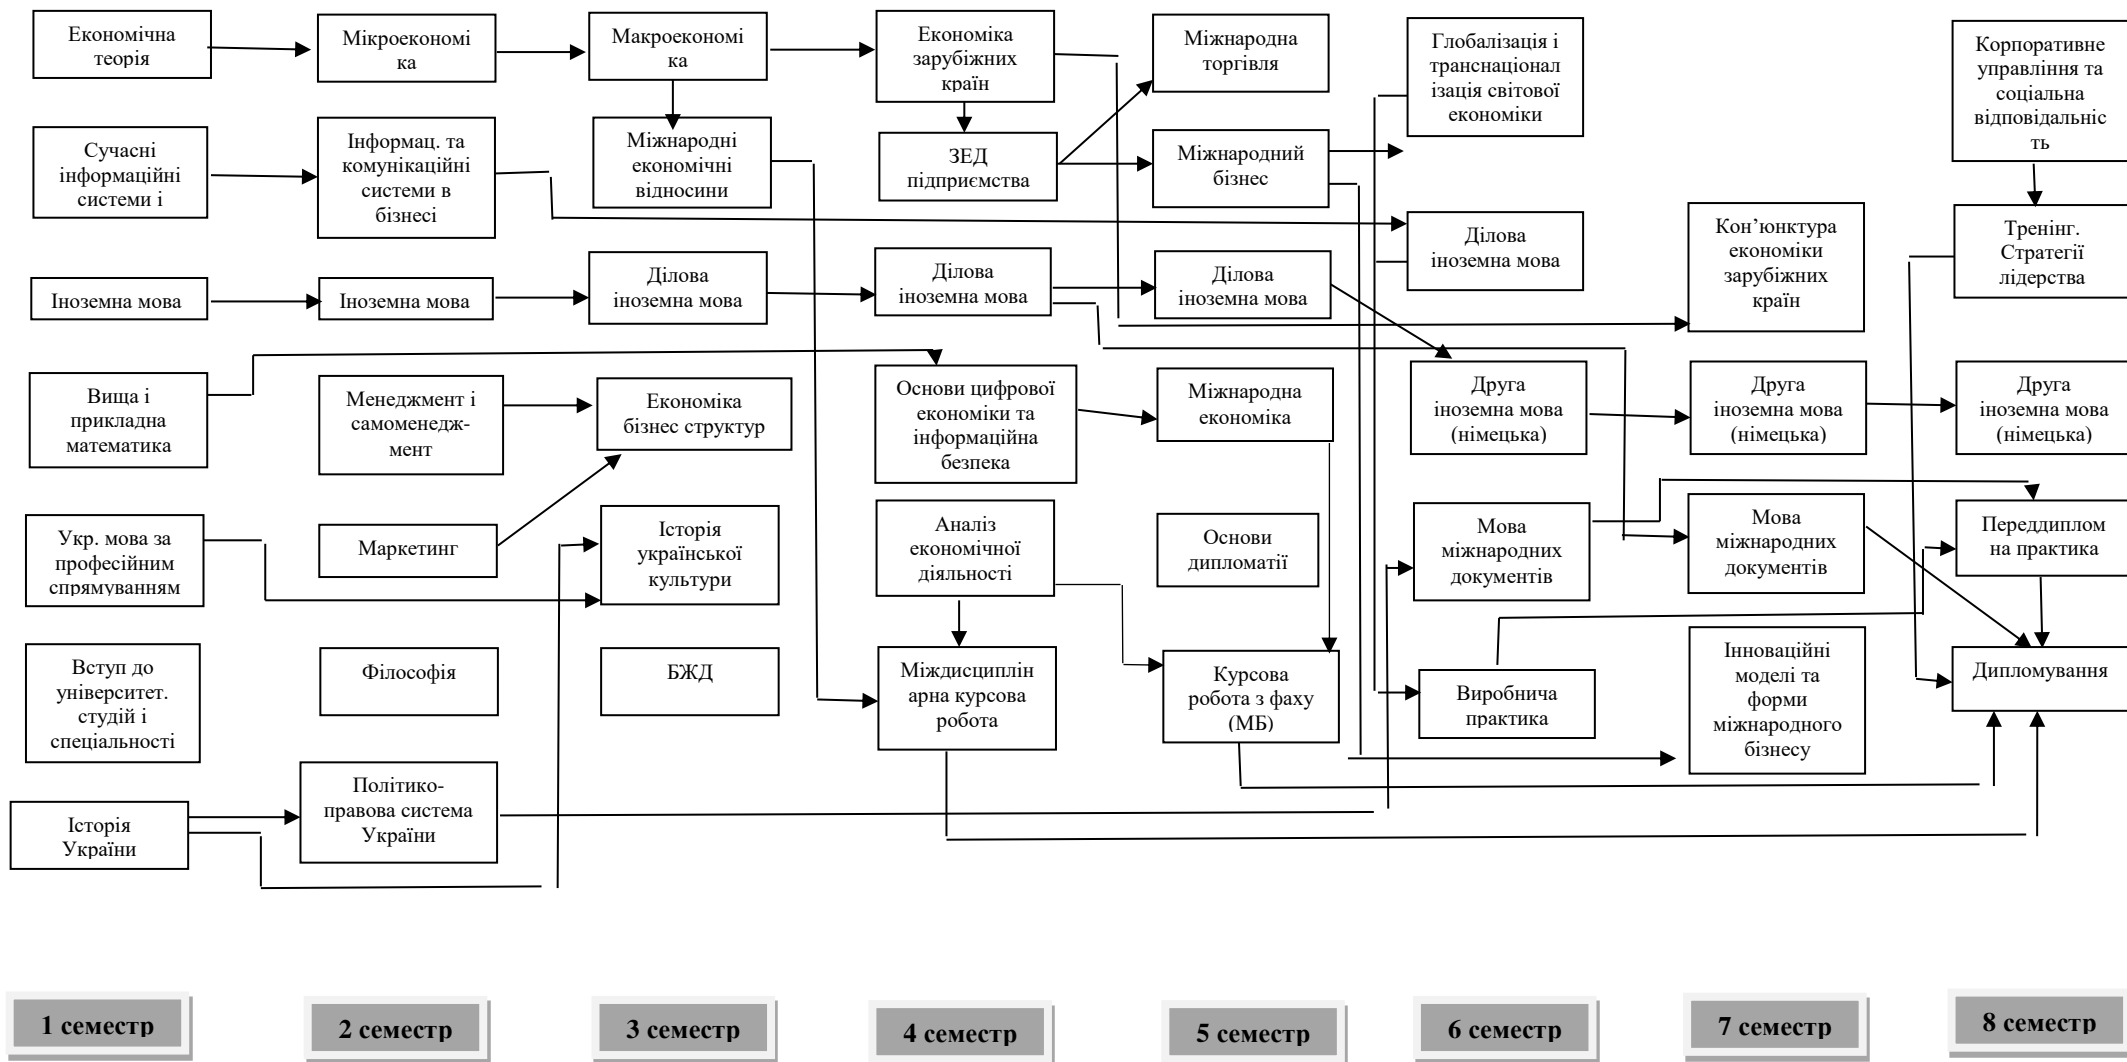 Економічна
теорія
Сучасні
інформаційні
системи і
Іноземна мова
Вища і
прикладна
математика
Укр. мова за
професійним
спрямуванням
Вступ до
університет.
студій і
спеціальності
Історія
України
Мікроекономі
ка
Інформац. та
комунікаційні
системи в
бізнесі
Іноземна мова
Менеджмент і
самоменедж-
мент
Маркетинг
Філософія
Політико-
правова система
України
Макроекономі
ка
Міжнародні
економічні
відносини
Ділова
іноземна мова
Економіка
бізнес структур
Історія
української
культури
БЖД
Економіка
зарубіжних
країн
ЗЕД
підприємства
Ділова
іноземна мова
Основи цифрової
економіки та
інформаційна
безпека
Аналіз
економічної
діяльності
Міждисциплін
арна курсова
робота
Міжнародна
торгівля
Міжнародний
бізнес
Ділова
іноземна мова
Міжнародна
економіка
Основи
дипломатії
Курсова
робота з фаху
(МБ)
Глобалізація і
транснаціонал
ізація світової
економіки
Ділова
іноземна мова
Друга
іноземна мова
(німецька)
Мова
міжнародних
документів
Виробнича
практика
Кон’юнктура
економіки
зарубіжних
країн
Друга
іноземна мова
(німецька)
Мова
міжнародних
документів
Інноваційні
моделі та
форми
міжнародного
бізнесу
Корпоративне
управління та
соціальна
відповідальніс
ть
Тренінг.
Стратегії
лідерства
Друга
іноземна мова
(німецька)
Переддиплом
на практика
Дипломування
1 семестр
2 семестр
3 семестр
4 семестр
5 семестр
6 семестр
7 семестр
8 семестр